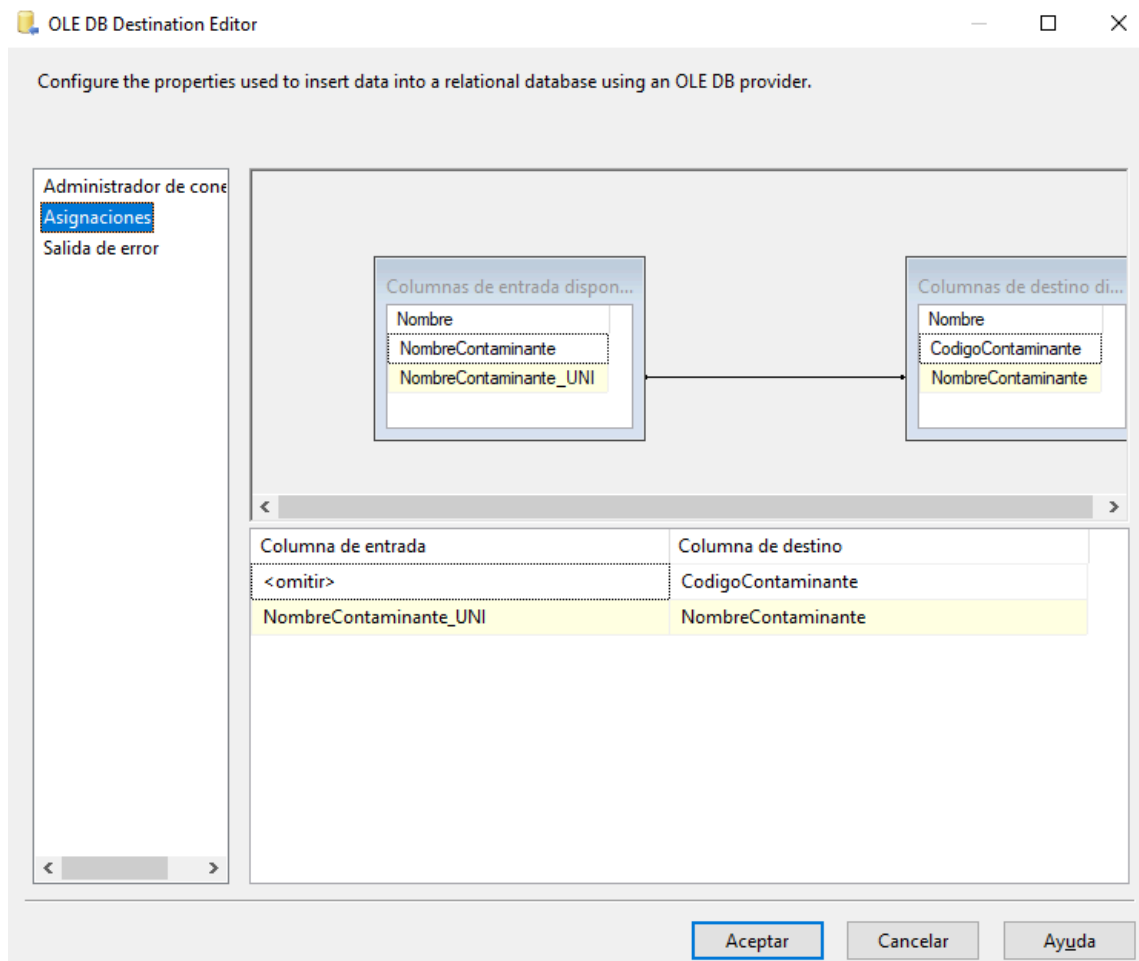 OLE DB Destination Editor
Configure the properties used to insert data into a relational database using an OLE DB provider.
Administrador de cone
Asignaciones
Salida de error
Columnas de entrada dispon...
Nombre
NombreContaminante
NombreContaminante_UNI
Columnas de destino di...
Nombre
CodigoContaminante
NombreContaminante
Columna de entrada Columna de destino
<omitir> CodigoContaminante
NombreContaminante_UNI NombreContaminante
Aceptar Cancelar Ayuda